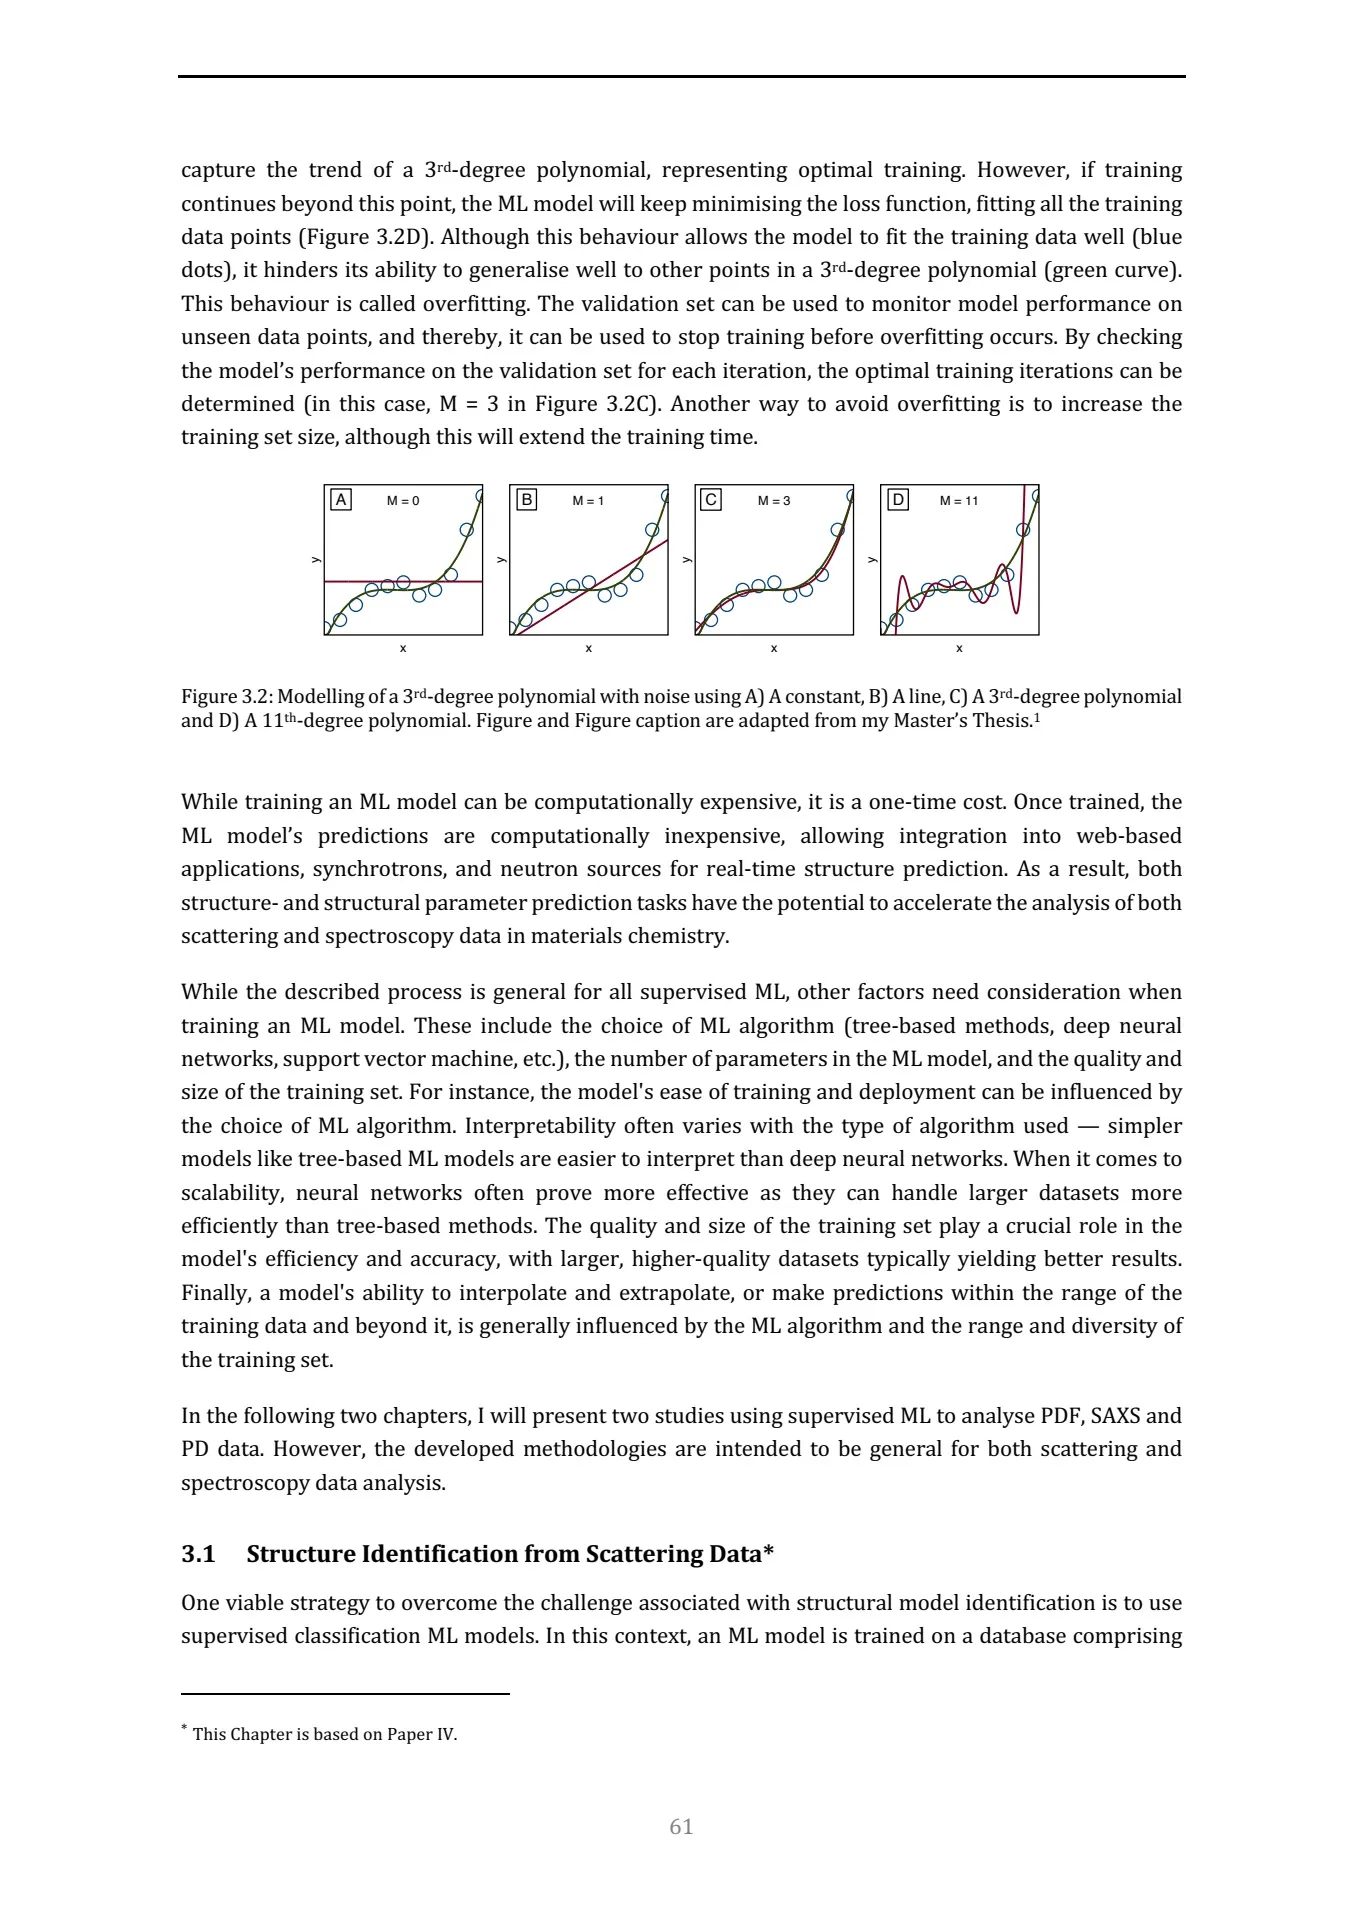 capture the trend of a 3rd-degree polynomial, representing optimal training. However, if training
continues beyond this point, the ML model will keep minimising the loss function, fitting all the training
data points (Figure 3.2D). Although this behaviour allows the model to fit the training data well (blue
dots), it hinders its ability to generalise well to other points in a 3rd-degree polynomial (green curve).
This behaviour is called overfitting. The validation set can be used to monitor model performance on
unseen data points, and thereby, it can be used to stop training before overfitting occurs. By checking
the model’s performance on the validation set for each iteration, the optimal training iterations can be
determined (in this case, M = 3 in Figure 3.2C). Another way to avoid overfitting is to increase the
training set size, although this will extend the training time.
A M = 0
y
x
B M = 1
y
x
C M = 3
y
x
D M = 11
y
x
Figure 3.2: Modelling of a 3rd-degree polynomial with noise using A) A constant, B) A line, C) A 3rd-degree polynomial
and D) A 11th-degree polynomial. Figure and Figure caption are adapted from my Master’s Thesis.1
While training an ML model can be computationally expensive, it is a one-time cost. Once trained, the
ML model’s predictions are computationally inexpensive, allowing integration into web-based
applications, synchrotrons, and neutron sources for real-time structure prediction. As a result, both
structure- and structural parameter prediction tasks have the potential to accelerate the analysis of both
scattering and spectroscopy data in materials chemistry.
While the described process is general for all supervised ML, other factors need consideration when
training an ML model. These include the choice of ML algorithm (tree-based methods, deep neural
networks, support vector machine, etc.), the number of parameters in the ML model, and the quality and
size of the training set. For instance, the model's ease of training and deployment can be influenced by
the choice of ML algorithm. Interpretability often varies with the type of algorithm used — simpler
models like tree-based ML models are easier to interpret than deep neural networks. When it comes to
scalability, neural networks often prove more effective as they can handle larger datasets more
efficiently than tree-based methods. The quality and size of the training set play a crucial role in the
model's efficiency and accuracy, with larger, higher-quality datasets typically yielding better results.
Finally, a model's ability to interpolate and extrapolate, or make predictions within the range of the
training data and beyond it, is generally influenced by the ML algorithm and the range and diversity of
the training set.
In the following two chapters, I will present two studies using supervised ML to analyse PDF, SAXS and
PD data. However, the developed methodologies are intended to be general for both scattering and
spectroscopy data analysis.
3.1 Structure Identification from Scattering Data*
One viable strategy to overcome the challenge associated with structural model identification is to use
supervised classification ML models. In this context, an ML model is trained on a database comprising
* This Chapter is based on Paper IV.
61